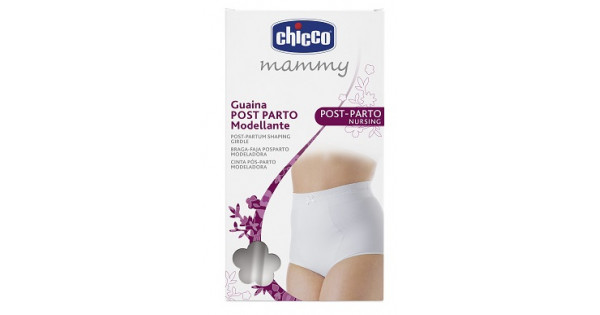 chicco
mammy
Guaina
POST PARTO
Modellante
POST-PARTO
NURSING
POST-PARTUM SHAPING
GIRDLE
BRAGA-FAJA POSPARTO
MODELADORA
CINTA PÓS-PARTO
MODELADORA